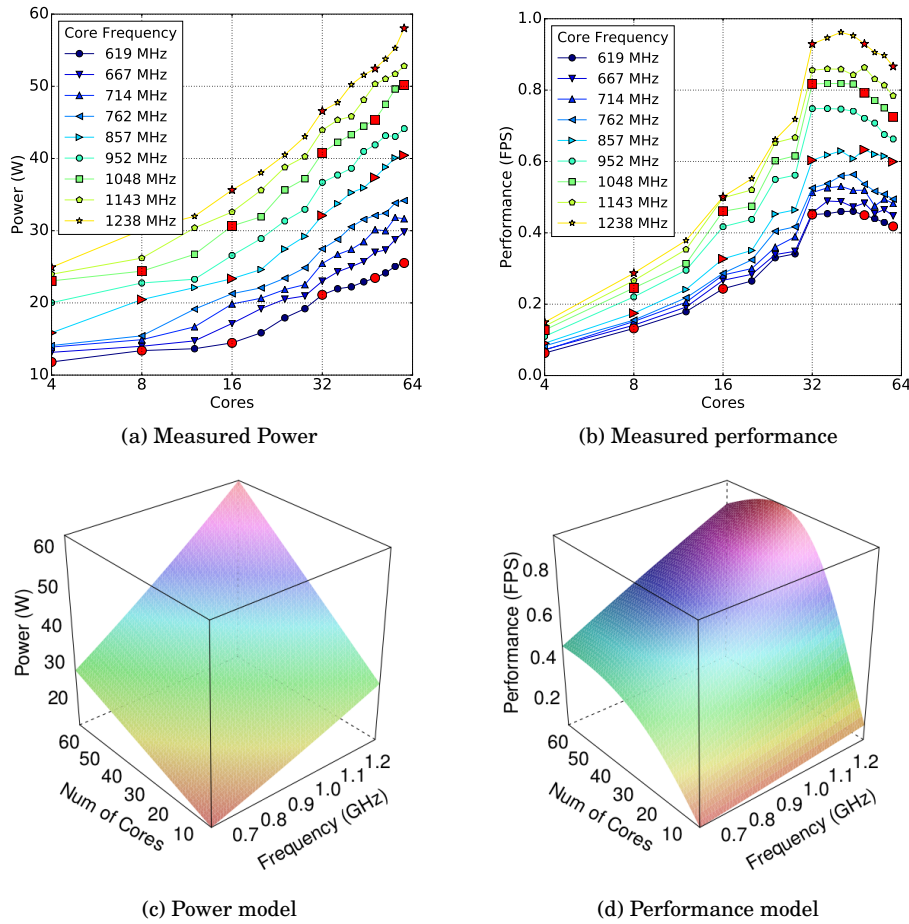 60
50
40
30
20
10
Power (W)
Core Frequency
619 MHz
667 MHz
714 MHz
762 MHz
857 MHz
952 MHz
1048 MHz
1143 MHz
1238 MHz
4 8 16 32 64
Cores
(a) Measured Power
1.0
0.8
0.6
0.4
0.2
0.0
Performance (FPS)
Core Frequency
619 MHz
667 MHz
714 MHz
762 MHz
857 MHz
952 MHz
1048 MHz
1143 MHz
1238 MHz
4 8 16 32 64
Cores
(b) Measured performance
60
50
40
30
20
Power (W)
60
50
40
30
20
10
Num of Cores
0.7
0.8
0.9
1.0
1.1
1.2
Frequency (GHz)
(c) Power model
0.8
0.6
0.4
0.2
Performance (FPS)
60
50
40
30
20
10
Num of Cores
0.7
0.8
0.9
1.0
1.1
1.2
Frequency (GHz)
(d) Performance model